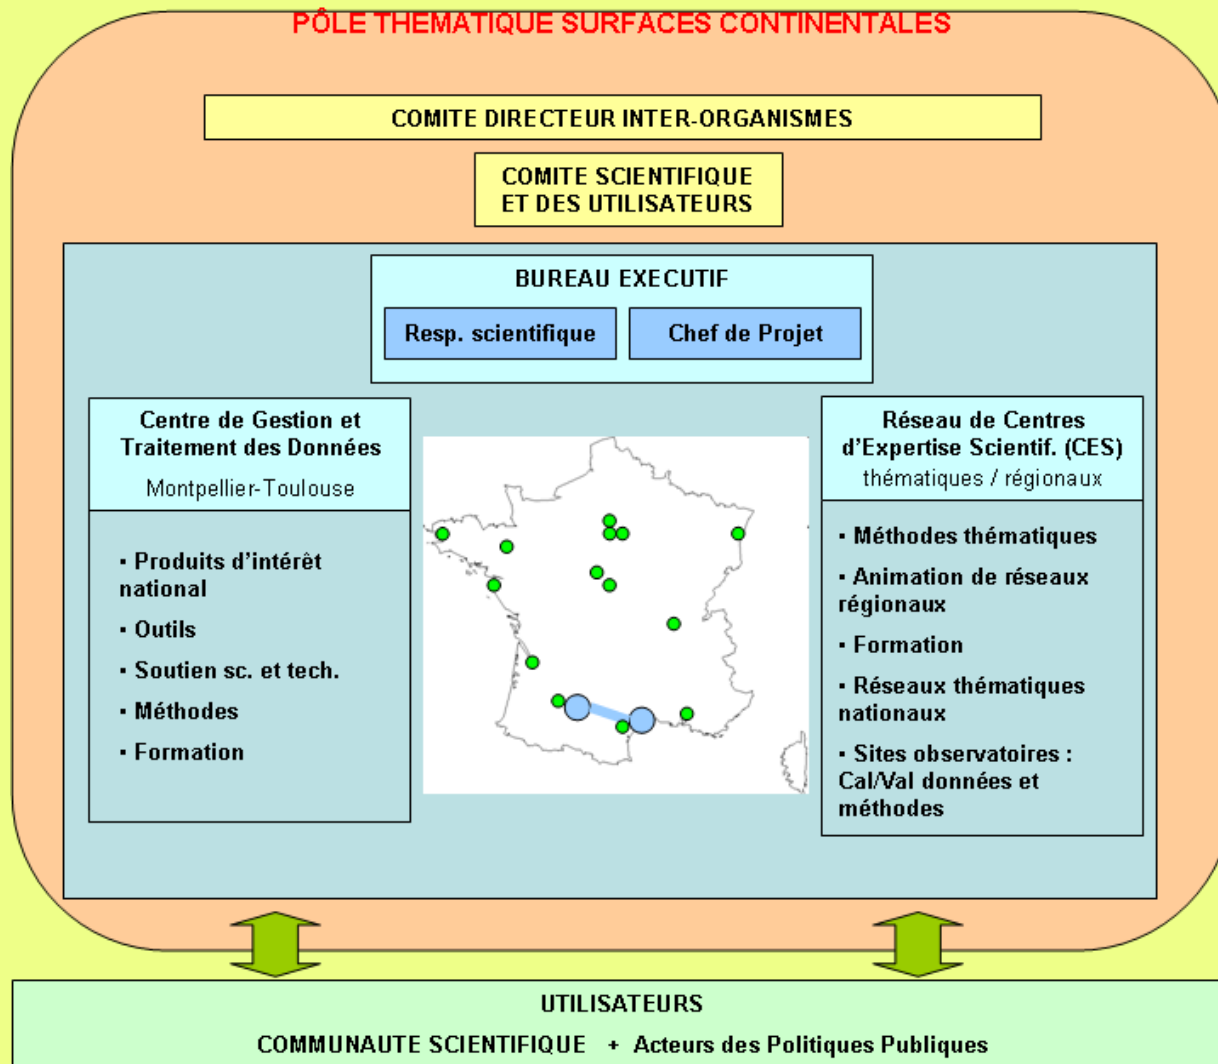 PÔLE THEMATIQUE SURFACES CONTINENTALES
COMITE DIRECTEUR INTER-ORGANISMES
COMITE SCIENTIFIQUE
ET DES UTILISATEURS
BUREAU EXECUTIF
Resp. scientifique
Chef de Projet
Centre de Gestion et
Traitement des Données
Montpellier-Toulouse
▪ Produits d'intérêt
national
▪ Outils
▪ Soutien sc. et tech.
▪ Méthodes
▪ Formation
Réseau de Centres
d'Expertise Scientif. (CES)
thématiques / régionaux
▪ Méthodes thématiques
▪ Animation de réseaux
régionaux
▪ Formation
▪ Réseaux thématiques
nationaux
▪ Sites observatoires :
Cal/Val données et
méthodes
UTILISATEURS
COMMUNAUTE SCIENTIFIQUE + Acteurs des Politiques Publiques